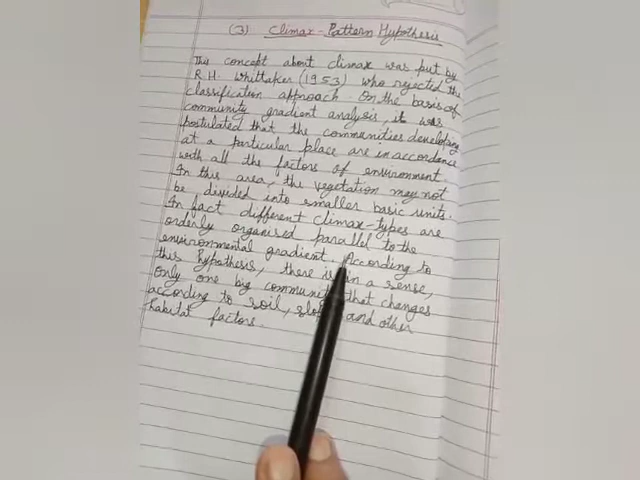 (3) Climax-Pattern Hypothesis
This concept about climax was put by
R.H. Whittaker (1953) who rejected the
classification approach. On the basis of
community gradient analysis, it was
postulated that the communities developing
at a particular place are in accordance
with all the factors of environment
In this area, the vegetation may not
be divided into smaller basic units.
In fact different climax-types are
orderly organised parallel to the
environmental gradient. According to
this hypothesis, there is in a sense,
only one big community that changes
according to soil, and other
habitat factors.